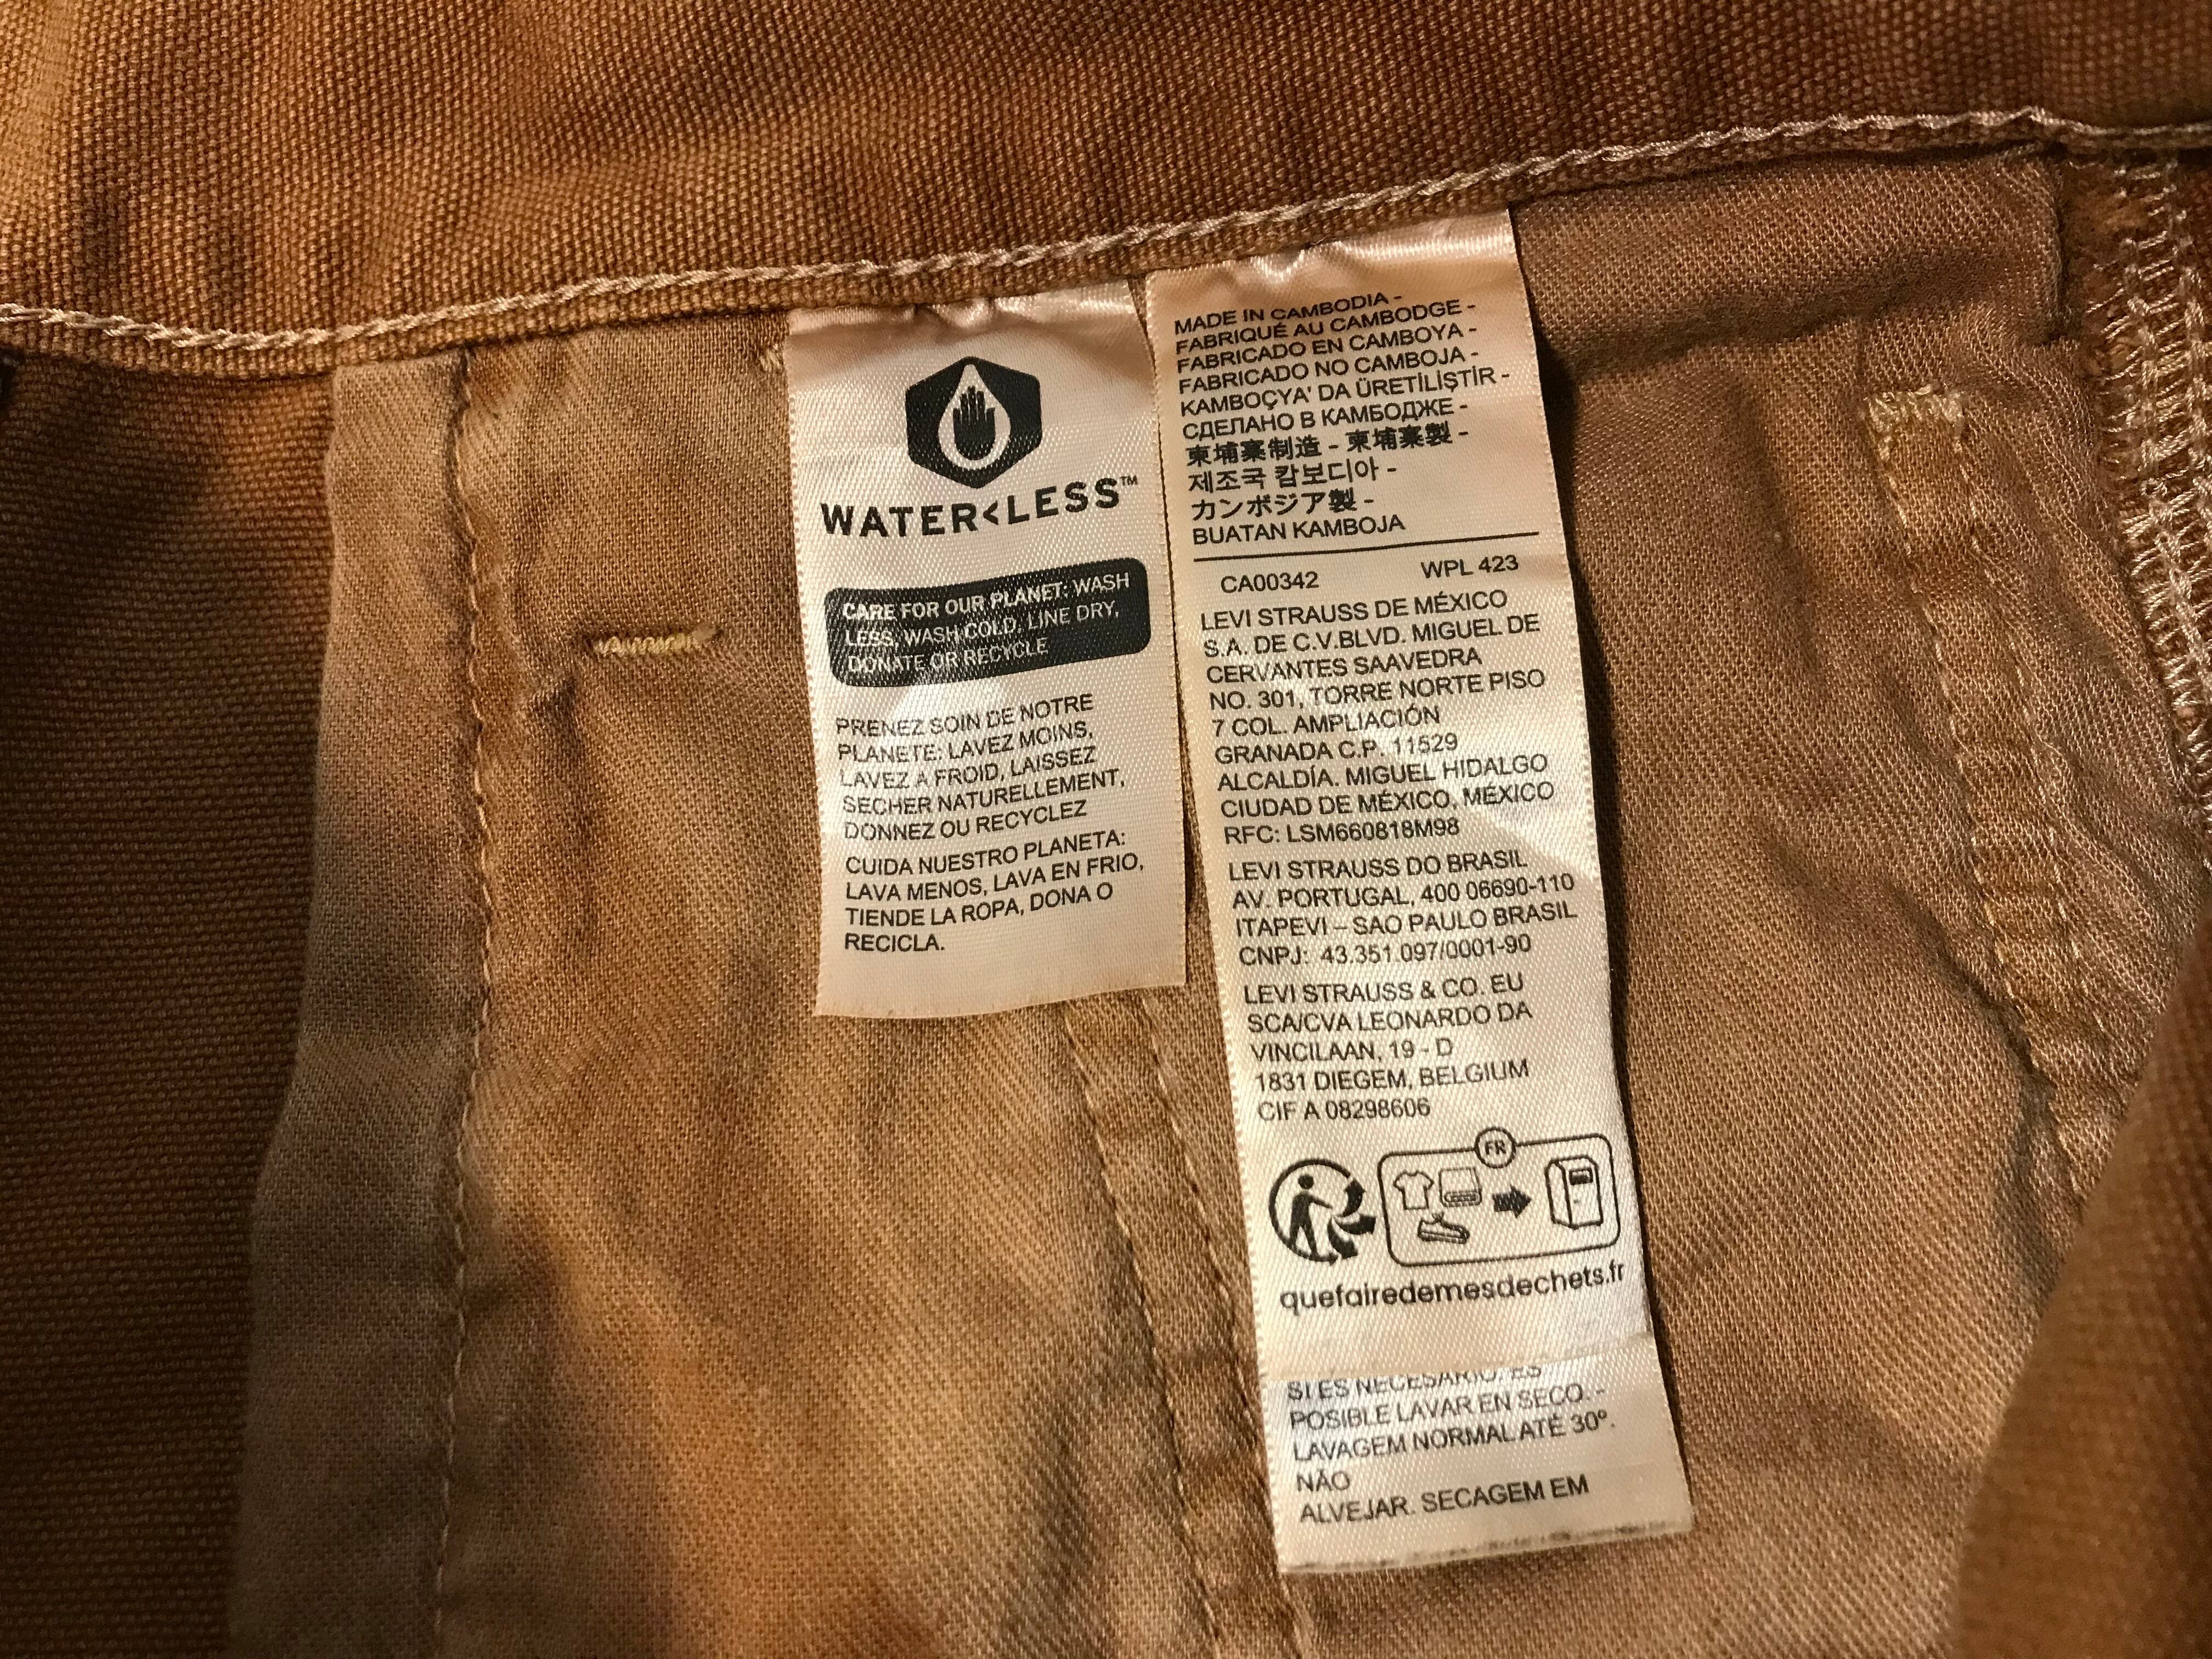 WATER<LESS™
CARE FOR OUR PLANET: WASH
LESS, WASH COLD, LINE DRY,
DONATE OR RECYCLE
PRENEZ SOIN DE NOTRE
PLANETE: LAVEZ MOINS,
LAVEZ A FROID, LAISSEZ
SECHER NATURELLEMENT,
DONNEZ OU RECYCLEZ
CUIDA NUESTRO PLANETA:
LAVA MENOS, LAVA EN FRIO,
TIENDE LA ROPA, DONA O
RECICLA.
MADE IN CAMBODIA -
FABRIQUÉ AU CAMBODGE -
FABRICADO EN CAMBOYA -
FABRICADO NO CAMBOJA -
KAMBOÇYA' DA ÜRETİLİŞTİR -
СДЕЛАНО В КАМБОДЖЕ -
柬埔寨制造 - 柬埔寨製 -
제조국 캄보디아 -
カンボジア製 -
BUATAN KAMBOJA
CA00342 WPL 423
LEVI STRAUSS DE MÉXICO
S.A. DE C.V.BLVD. MIGUEL DE
CERVANTES SAAVEDRA
NO. 301, TORRE NORTE PISO
7 COL. AMPLIACIÓN
GRANADA C.P. 11529
ALCALDÍA. MIGUEL HIDALGO
CIUDAD DE MÉXICO, MÉXICO
RFC: LSM660818M98
LEVI STRAUSS DO BRASIL
AV. PORTUGAL, 400 06690-110
ITAPEVI – SAO PAULO BRASIL
CNPJ: 43.351.097/0001-90
LEVI STRAUSS & CO. EU
SCA/CVA LEONARDO DA
VINCILAAN, 19 - D
1831 DIEGEM, BELGIUM
CIF A 08298606
FR
quefairedemesdechets.fr
SI ES NECESARIO. ES
POSIBLE LAVAR EN SECO. -
LAVAGEM NORMAL ATÉ 30º.
NÃO
ALVEJAR. SECAGEM EM